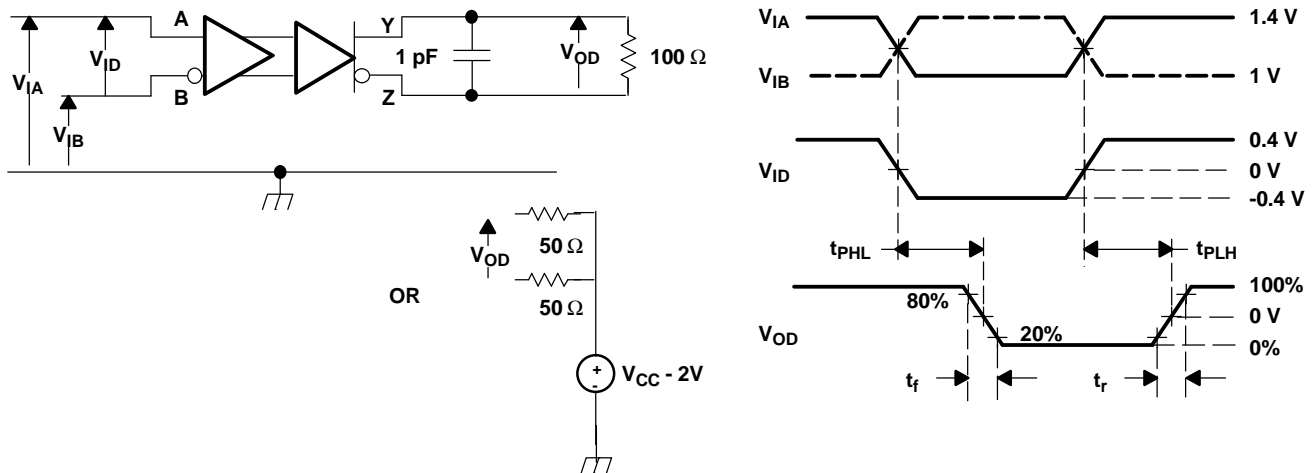 A
Y
V_IA
V_ID
1 pF
V_OD
100 Ω
B
Z
V_IB
OR
V_OD
50 Ω
50 Ω
+
-
V_CC - 2V
V_IA
1.4 V
V_IB
1 V
V_ID
0.4 V
0 V
-0.4 V
t_PHL
t_PLH
V_OD
80%
20%
100%
0 V
0%
t_f
t_r